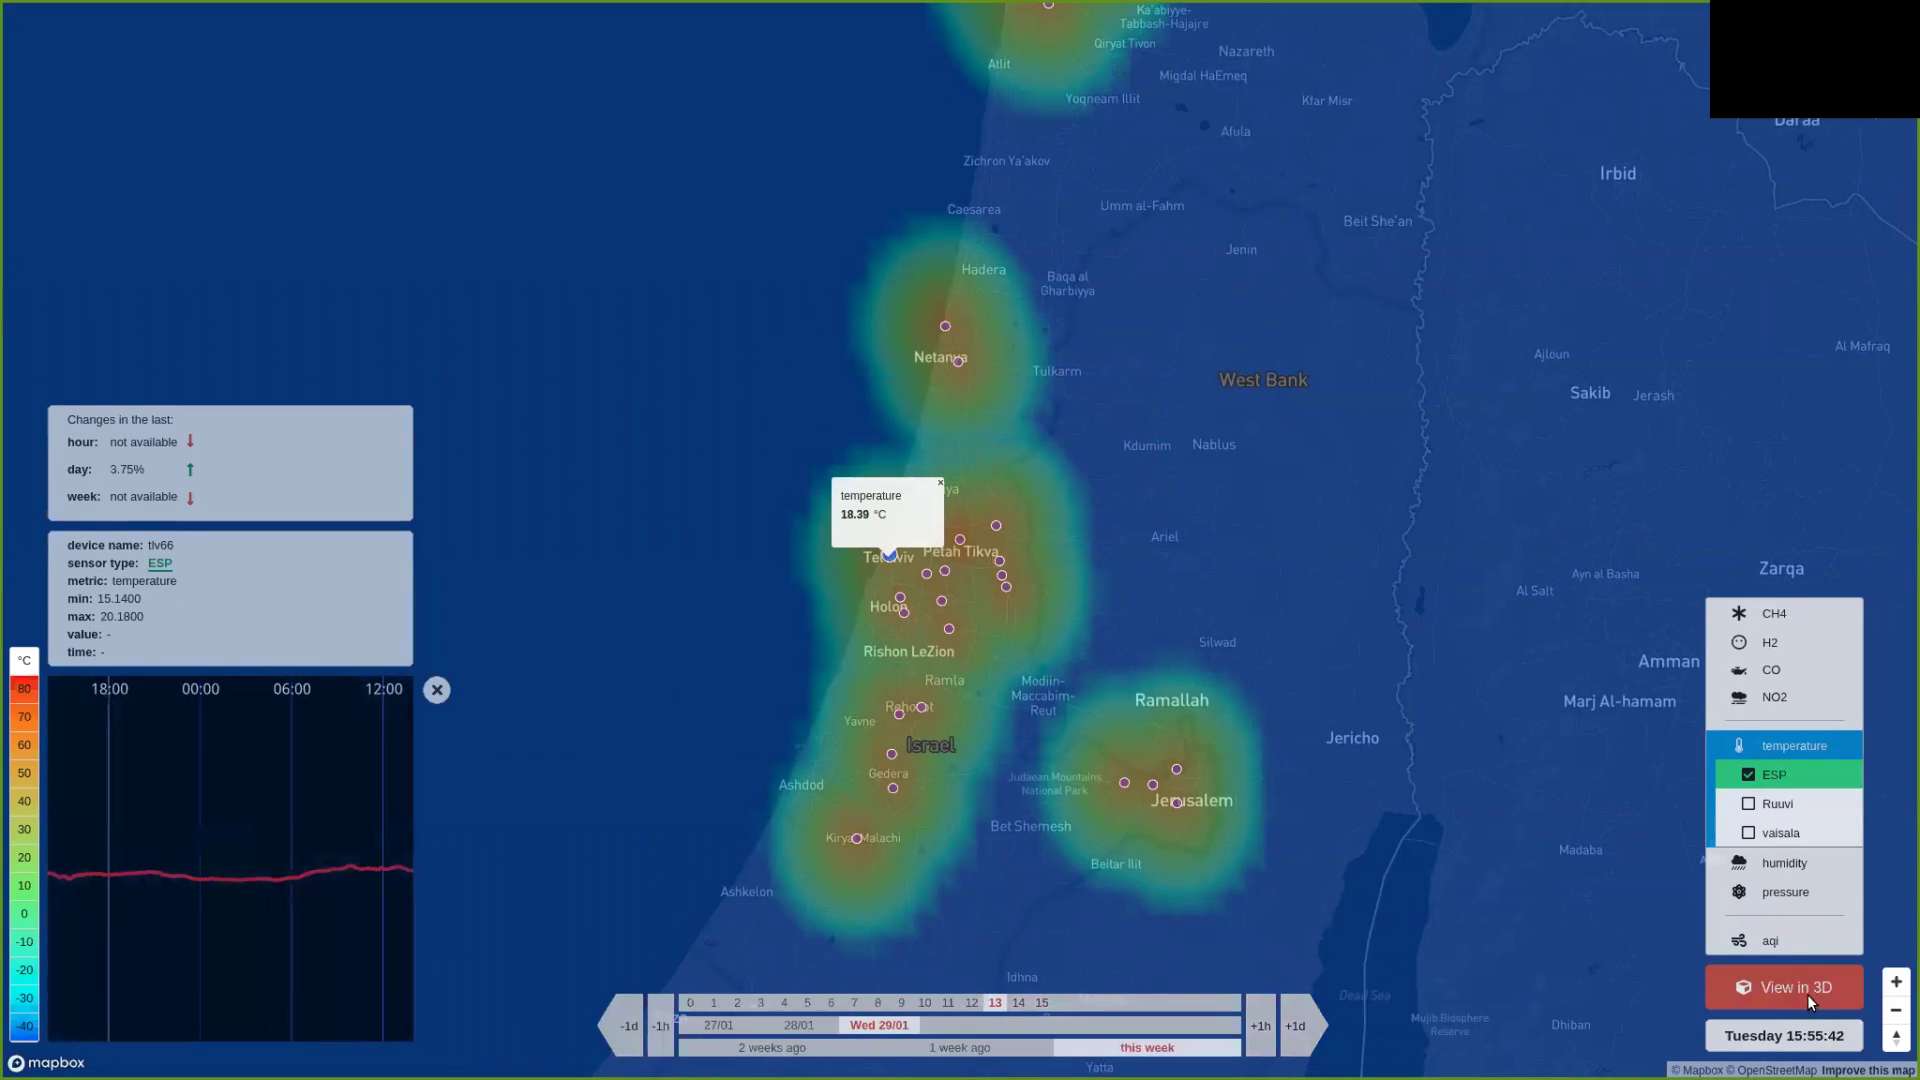 Ka'abiyye-
Tabbash-Hajajre
Qiryat Tivon
Nazareth
Atlit
Migdal HaEmeq
Yoqneam Illit
Kfar Misr
Daraa
Afula
Zichron Ya'akov
Irbid
Caesarea
Umm al-Fahm
Beit She'an
Jenin
Hadera
Baqa al
Gharbiyya
Netanya
Tulkarm
West Bank
Ajloun
Al Mafraq
Sakib
Jerash
Kdumim
Nablus
Changes in the last:
hour: not available
day: 3.75%
week: not available
temperature ×
18.39 °C
Ariel
device name: tlv66
sensor type: ESP
metric: temperature
min: 15.1400
max: 20.1800
value: -
time: -
Tel Aviv
Petah Tikva
Zarqa
Ayn al Basha
Al Salt
Holon
Rishon LeZion
Silwad
Amman
Ramla
Modiin-
Maccabim-
Reut
Ramallah
Marj Al-hamam
Rehovot
Yavne
Israel
Jericho
Gedera
Ashdod
Judaean Mountains
National Park
Jerusalem
Kiryat Malachi
Bet Shemesh
Madaba
Beitar Ilit
Ashkelon
Idhna
Dead Sea
Mujib Biosphere
Reserve
Dhiban
Yatta
°C
80
70
60
50
40
30
20
10
0
-10
-20
-30
-40
18:00 00:00 06:00 12:00
CH4
H2
CO
NO2
temperature
ESP
Ruuvi
vaisala
humidity
pressure
aqi
View in 3D
Tuesday 15:55:42
+
−
-1d -1h
0 1 2 3 4 5 6 7 8 9 10 11 12 13 14 15
27/01 28/01 Wed 29/01
2 weeks ago 1 week ago this week
+1h +1d
mapbox
© Mapbox © OpenStreetMap Improve this map